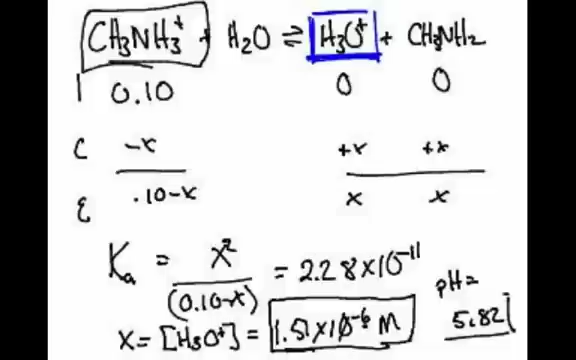 CH₃NH₃⁺ + H₂O ⇌ H₃O⁺ + CH₃NH₂
I 0.10 0 0
C -x +x +x
E .10-x x x
Ka = x² / (0.10-x) = 2.28×10⁻¹¹
pH =
x = [H₃O⁺] = 1.51×10⁻⁶ M 5.82